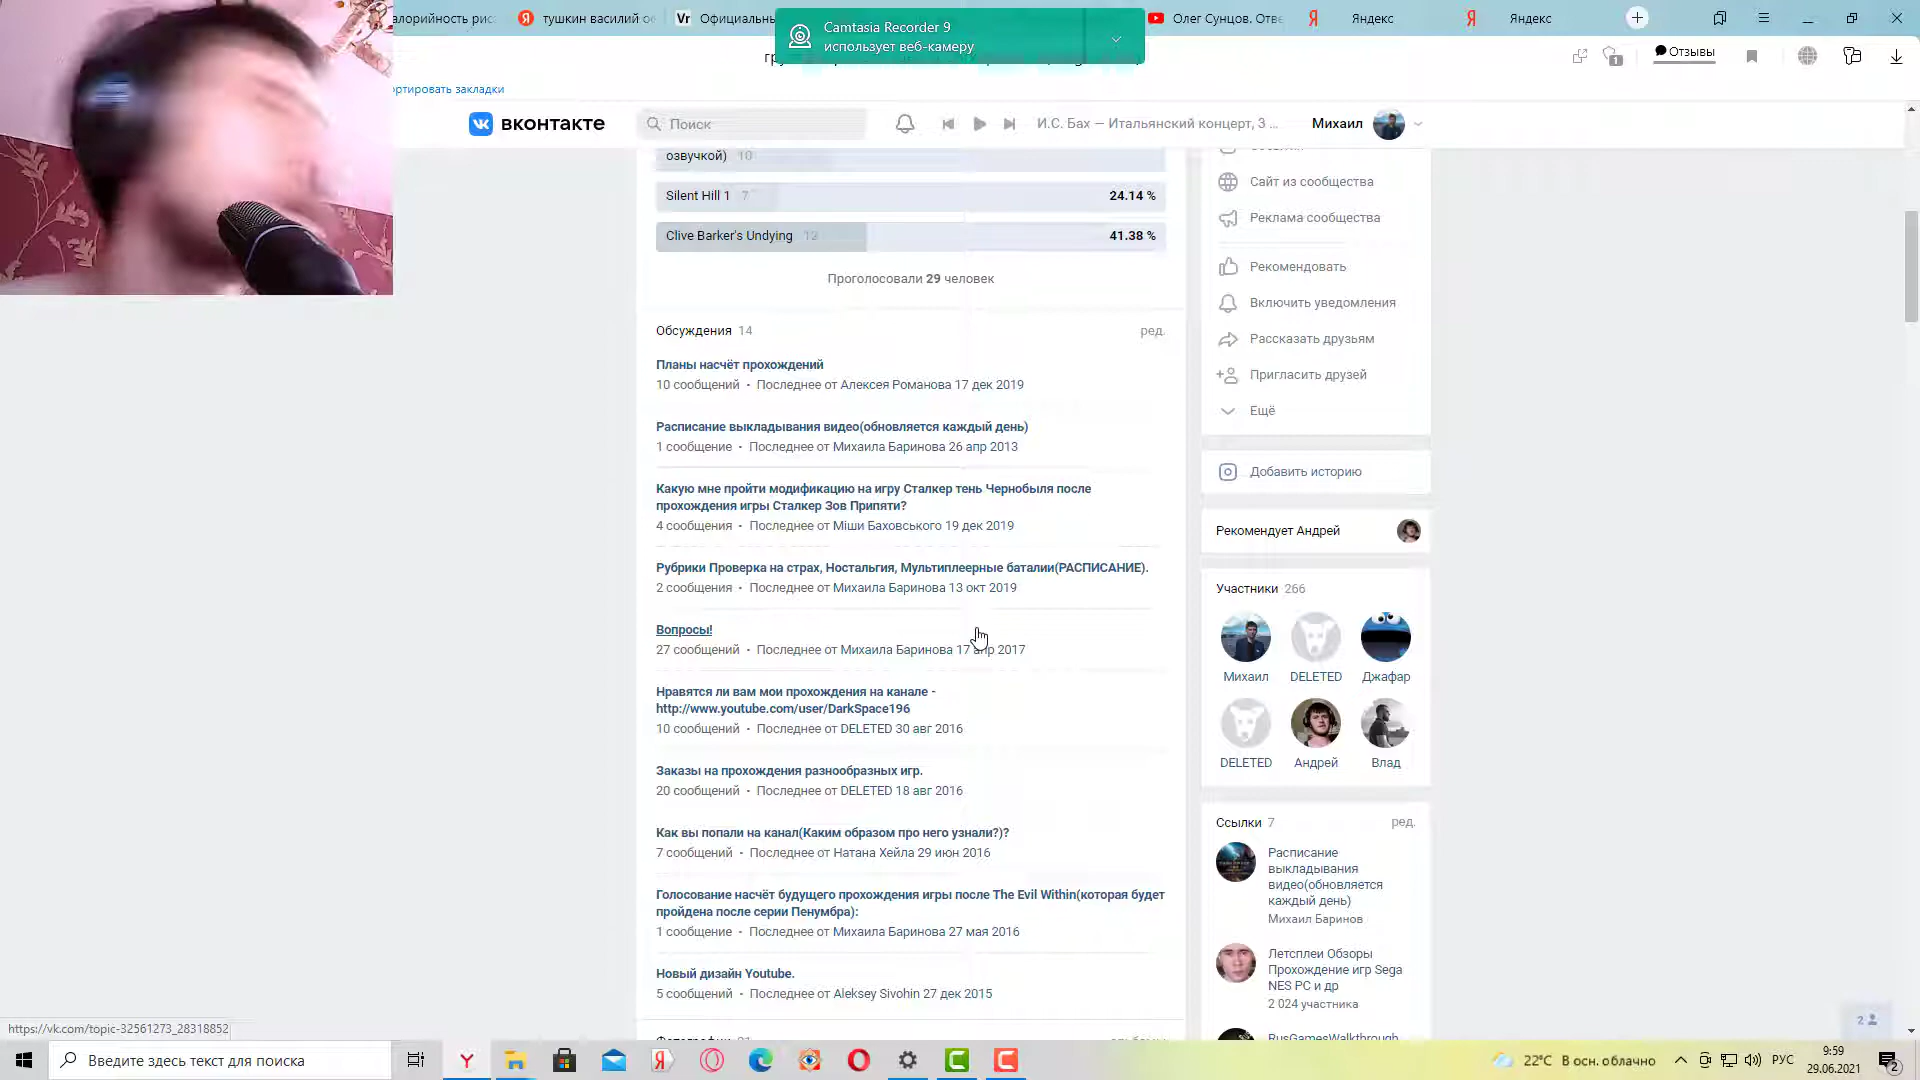 алорийность рис
тушкин василий ос
Официальны
Олег Сунцов. Отве
Яндекс
Яндекс
Camtasia Recorder 9
использует веб-камеру
Отзывы
ортировать закладки
вконтакте
Поиск
И.С. Бах — Итальянский концерт, 3 ...
Михаил
озвучкой) 10
Silent Hill 1 7
24.14 %
Clive Barker's Undying 12
41.38 %
Проголосовали 29 человек
Обсуждения 14
ред.
Планы насчёт прохождений
10 сообщений • Последнее от Алексея Романова 17 дек 2019
Расписание выкладывания видео(обновляется каждый день)
1 сообщение • Последнее от Михаила Баринова 26 апр 2013
Какую мне пройти модификацию на игру Сталкер тень Чернобыля после
прохождения игры Сталкер Зов Припяти?
4 сообщения • Последнее от Міши Баховського 19 дек 2019
Рубрики Проверка на страх, Ностальгия, Мультиплеерные баталии(РАСПИСАНИЕ).
2 сообщения • Последнее от Михаила Баринова 13 окт 2019
Вопросы!
27 сообщений • Последнее от Михаила Баринова 17 апр 2017
Нравятся ли вам мои прохождения на канале -
http://www.youtube.com/user/DarkSpace196
10 сообщений • Последнее от DELETED 30 авг 2016
Заказы на прохождения разнообразных игр.
20 сообщений • Последнее от DELETED 18 авг 2016
Как вы попали на канал(Каким образом про него узнали?)?
7 сообщений • Последнее от Натана Хейла 29 июн 2016
Голосование насчёт будущего прохождения игры после The Evil Within(которая будет
пройдена после серии Пенумбра):
1 сообщение • Последнее от Михаила Баринова 27 мая 2016
Новый дизайн Youtube.
5 сообщений • Последнее от Aleksey Sivohin 27 дек 2015
Сайт из сообщества
Реклама сообщества
Рекомендовать
Включить уведомления
Рассказать друзьям
Пригласить друзей
Ещё
Добавить историю
Рекомендует Андрей
Участники 266
Михаил
DELETED
Джафар
DELETED
Андрей
Влад
Ссылки 7
ред.
Расписание
выкладывания
видео(обновляется
каждый день)
Михаил Баринов
Летсплеи Обзоры
Прохождение игр Sega
NES PC и др
2 024 участника
RusGamesWalkthrough
2
https://vk.com/topic-32561273_28318852
Введите здесь текст для поиска
22°C В осн. облачно
РУС
9:59
29.06.2021
2